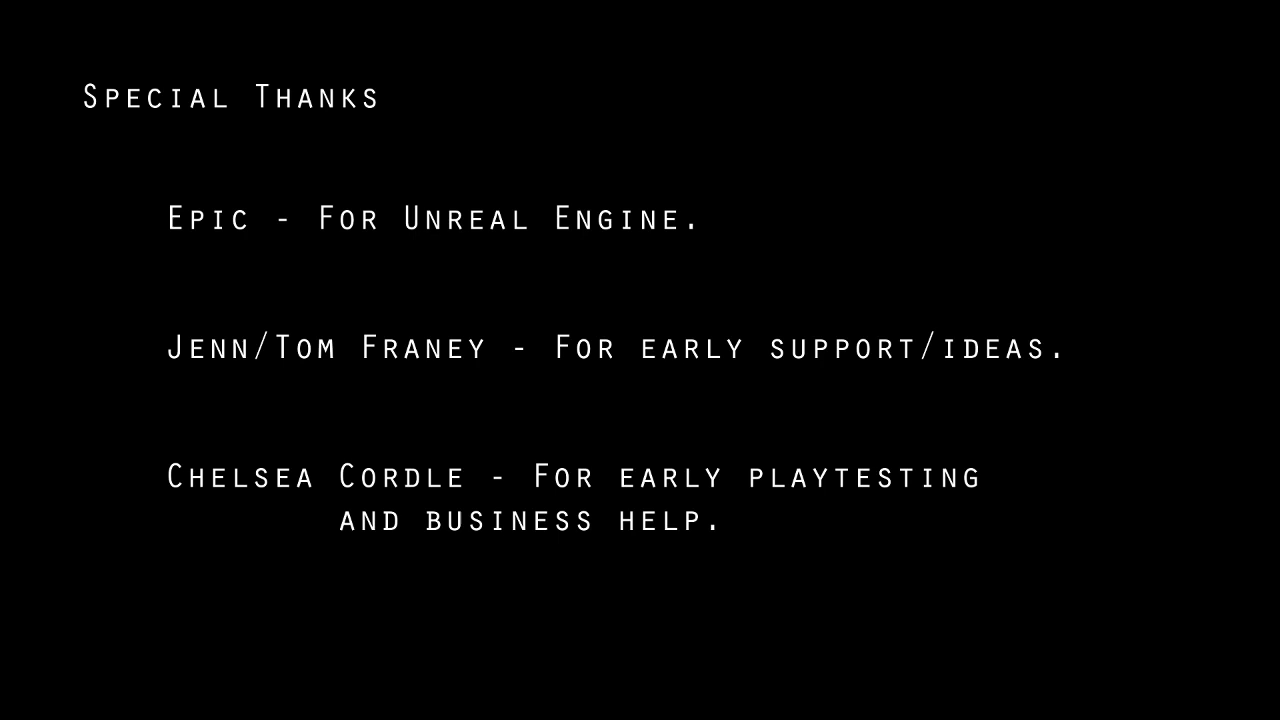 Special Thanks
Epic - For Unreal Engine.
Jenn/Tom Franey - For early support/ideas.
Chelsea Cordle - For early playtesting
and business help.